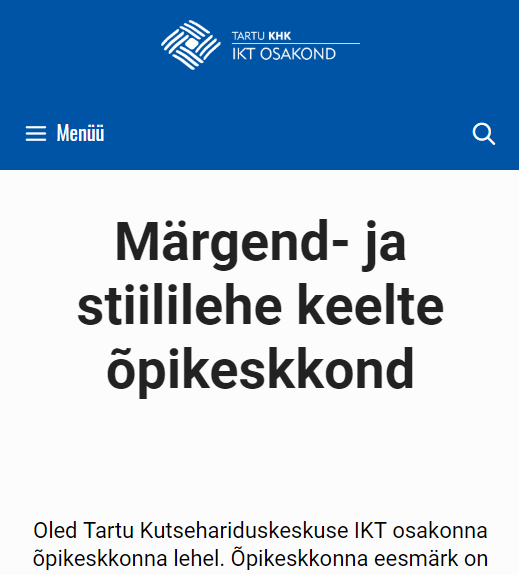 TARTU KHK
IKT OSAKOND
Menüü
Märgend- ja
stiililehe keelte
õpikeskkond
Oled Tartu Kutsehariduskeskuse IKT osakonna
õpikeskkonna lehel. Õpikeskkonna eesmärk on